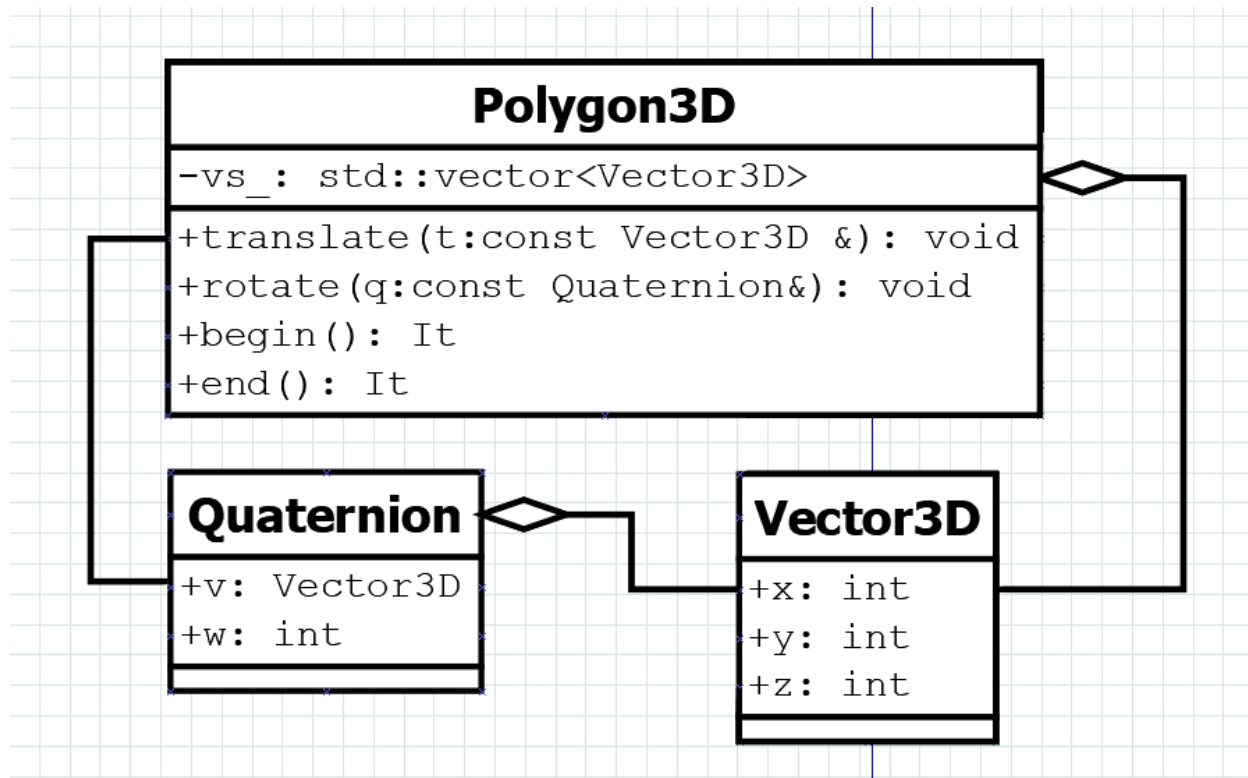 Polygon3D
-vs_: std::vector<Vector3D>
+translate(t:const Vector3D &): void
+rotate(q:const Quaternion&): void
+begin(): It
+end(): It
Quaternion
+v: Vector3D
+w: int
Vector3D
+x: int
+y: int
+z: int